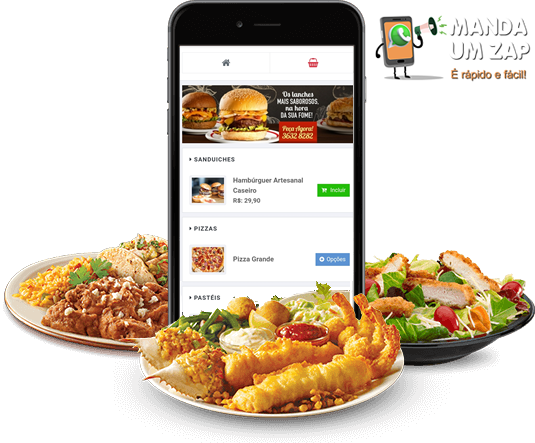 MANDA
UM ZAP
É rápido e fácil!
Os lanches
MAIS SABOROSOS,
na hora
DA SUA FOME!
Peça Agora!
3632 8282
SANDUICHES
Hambúrguer Artesanal
Caseiro
R$: 29,90
Incluir
PIZZAS
Pizza Grande
Opções
PASTÉIS